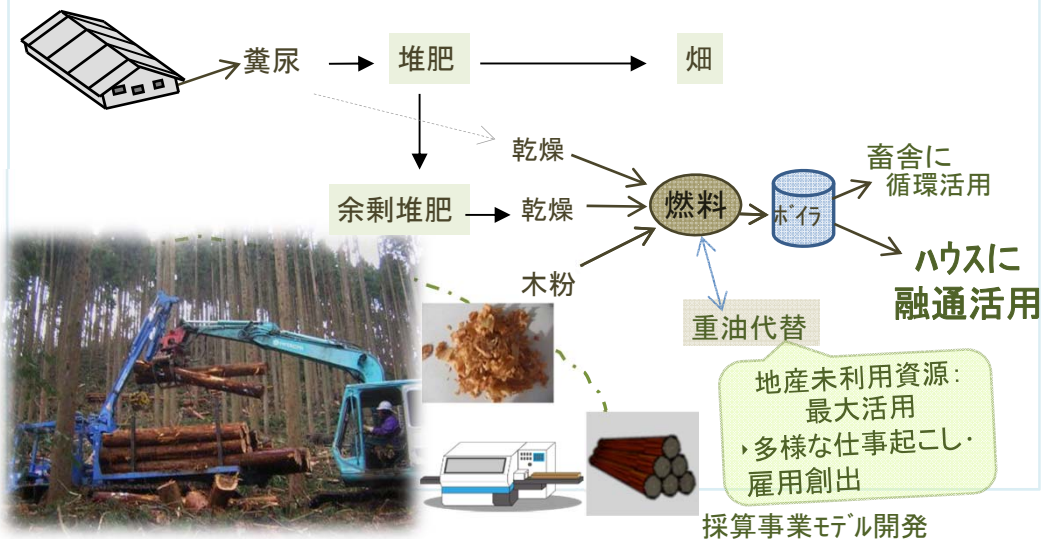 糞尿
堆肥
畑
乾燥
余剰堆肥
乾燥
木粉
燃料
ﾎﾞｲﾗ
畜舎に
循環活用
ﾊｳｽに
融通活用
重油代替
地産未利用資源：
最大活用
‣多様な仕事起こし・
雇用創出
採算事業ﾓﾃﾞﾙ開発